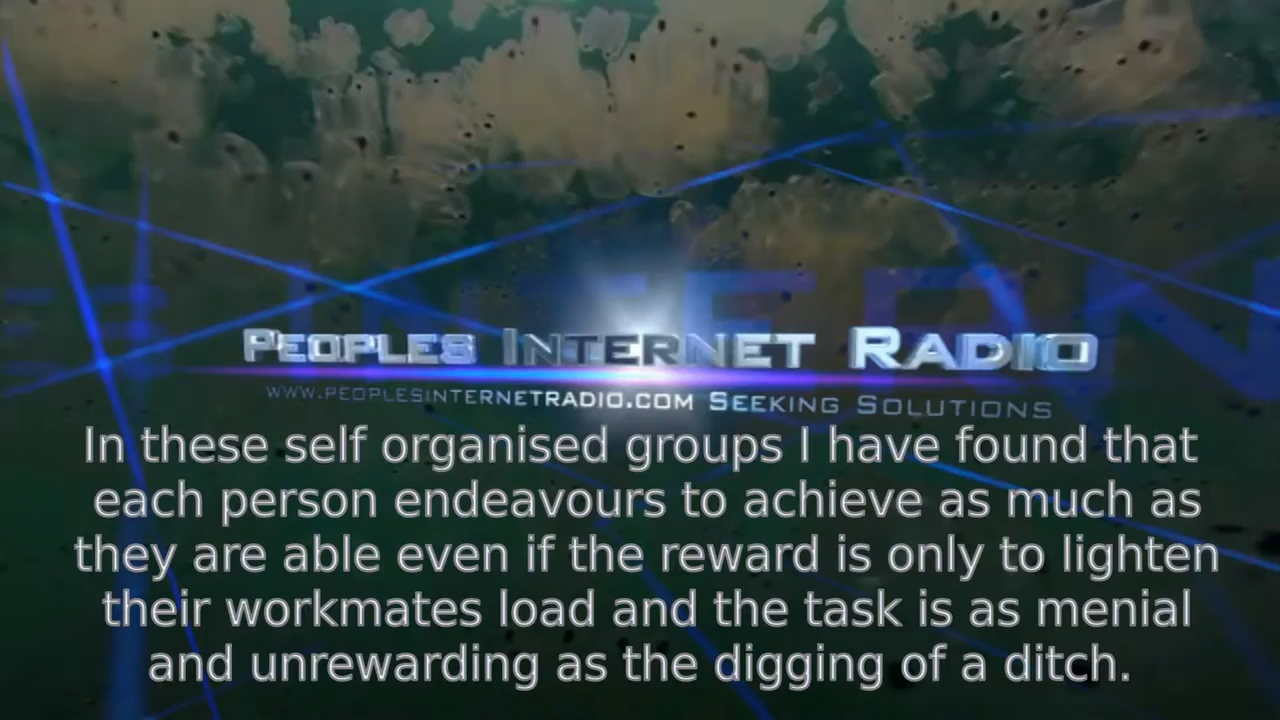 PEOPLES INTERNET RADIO
WWW.PEOPLESINTERNETRADIO.COM SEEKING SOLUTIONS
In these self organised groups I have found that
each person endeavours to achieve as much as
they are able even if the reward is only to lighten
their workmates load and the task is as menial
and unrewarding as the digging of a ditch.